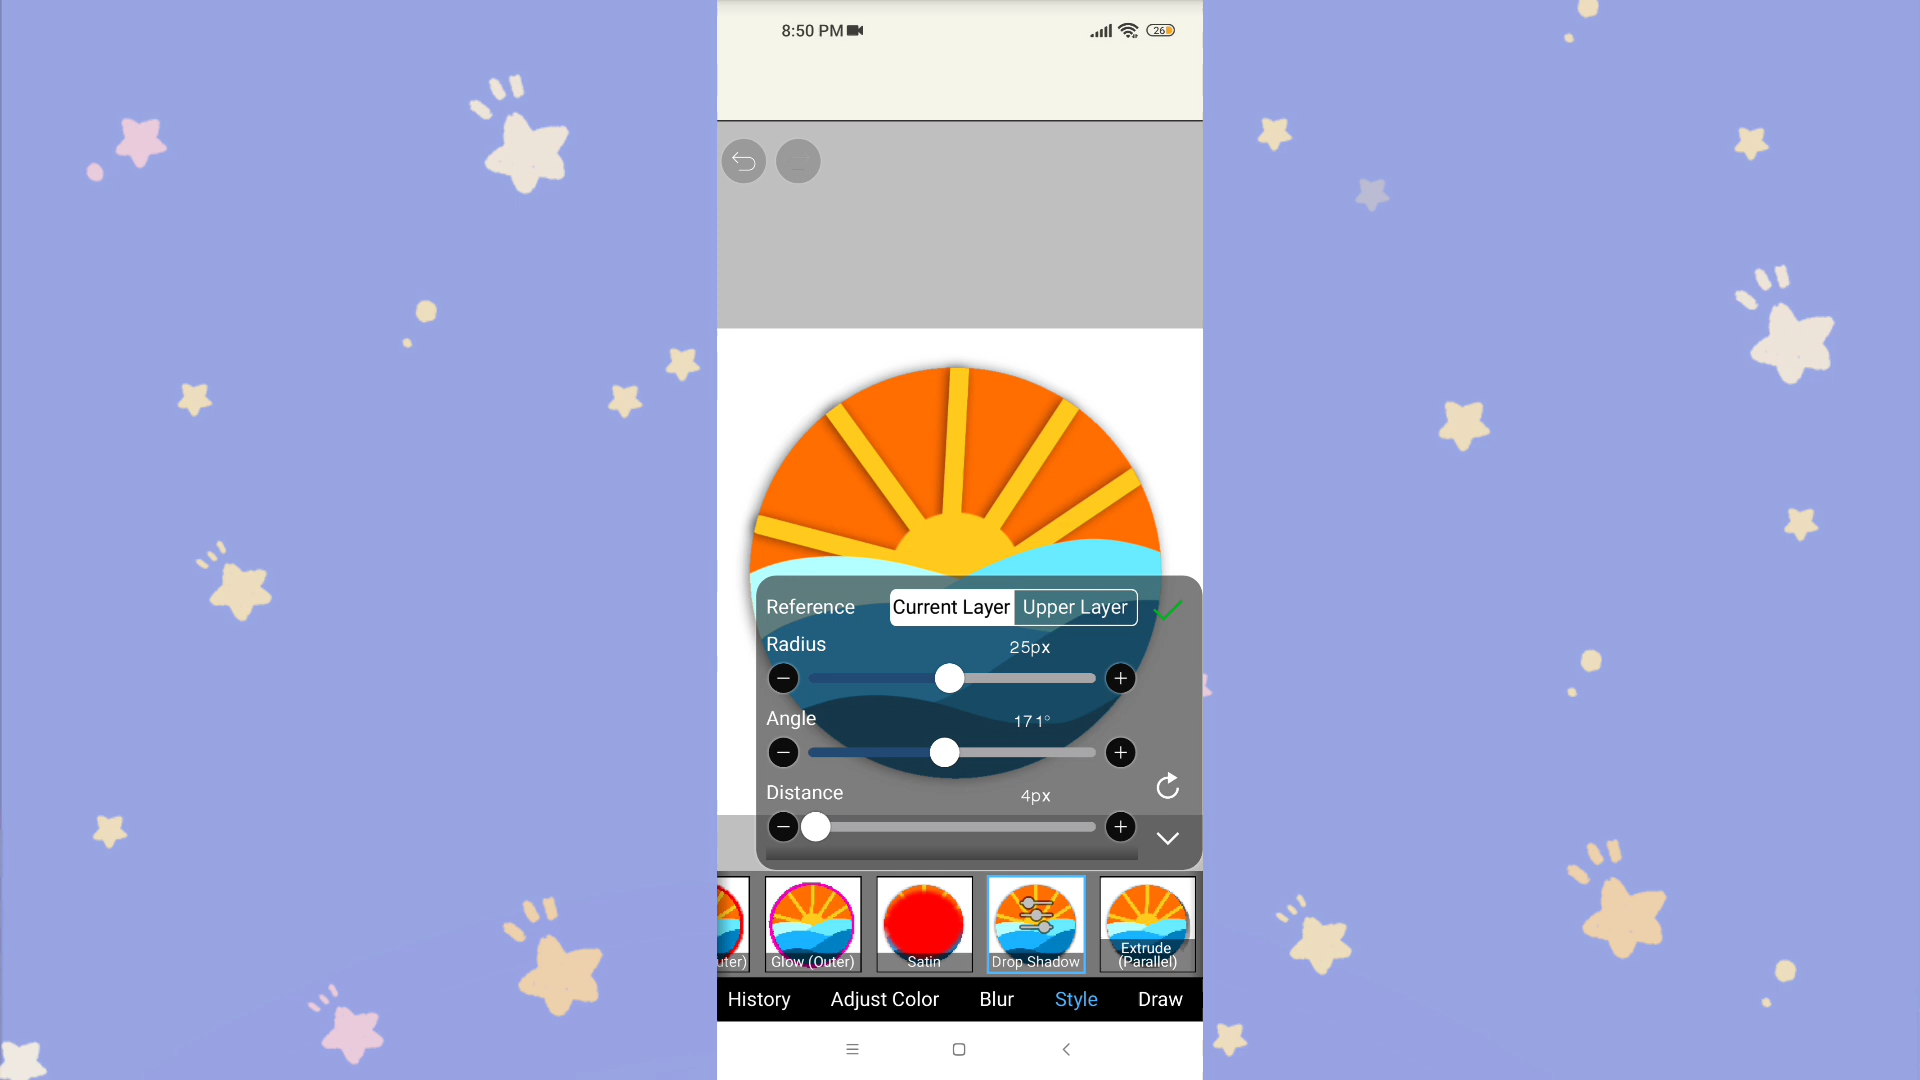 8:50 PM
26
Reference Current Layer Upper Layer
Radius 25px
Angle 171°
Distance 4px
uter) Glow (Outer) Satin Drop Shadow Extrude
(Parallel)
History Adjust Color Blur Style Draw